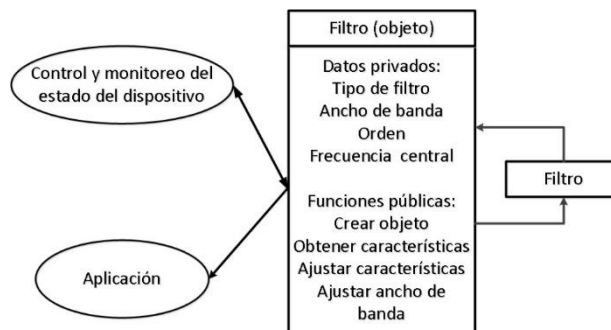 Filtro (objeto)
Control y monitoreo del
estado del dispositivo
Datos privados:
Tipo de filtro
Ancho de banda
Orden
Frecuencia central
Filtro
Funciones públicas:
Crear objeto
Obtener características
Ajustar características
Ajustar ancho de
banda
Aplicación